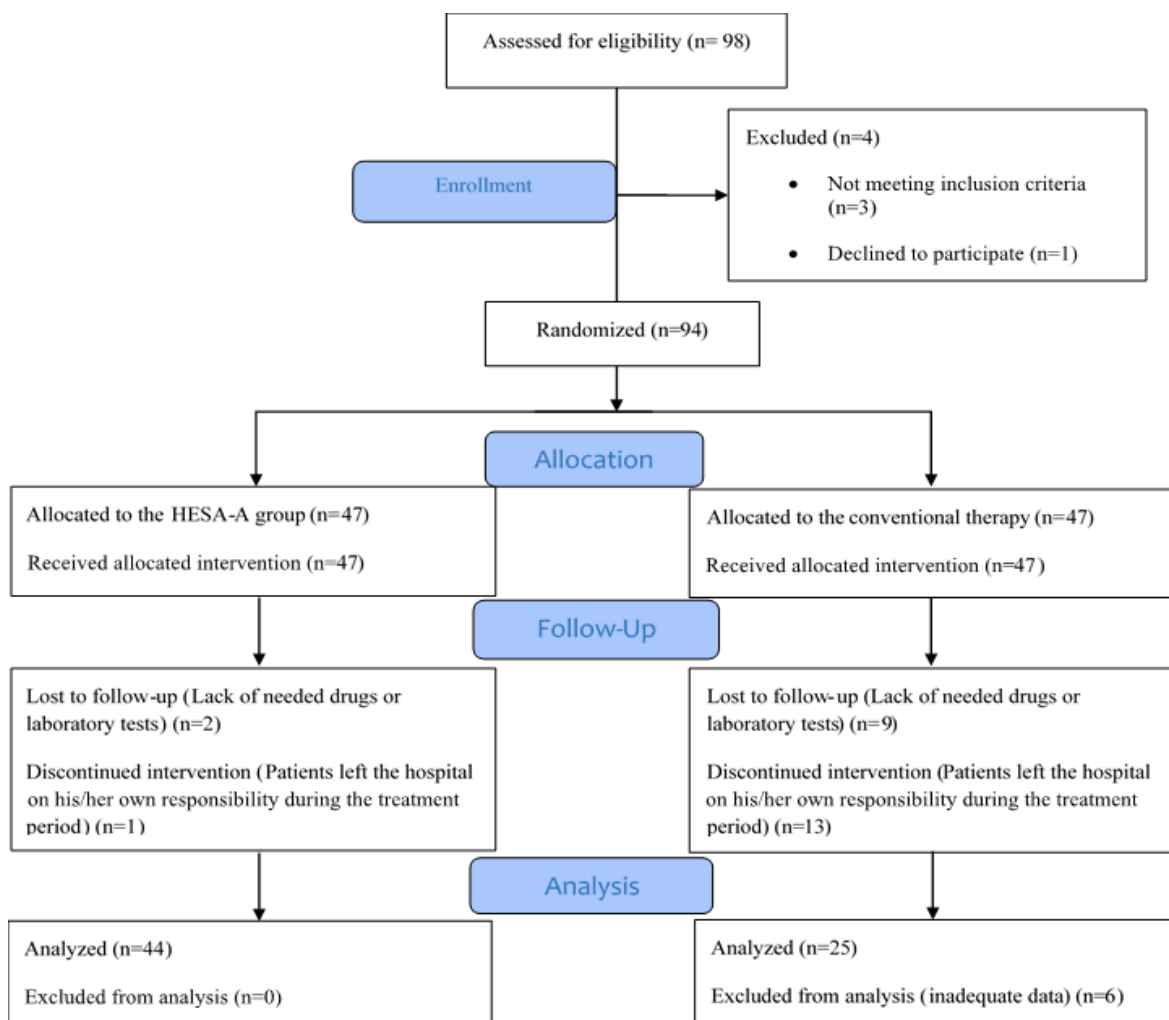 Assessed for eligibility (n= 98)
Excluded (n=4)
• Not meeting inclusion criteria
(n=3)
• Declined to participate (n=1)
Enrollment
Randomized (n=94)
Allocation
Allocated to the HESA-A group (n=47)
Received allocated intervention (n=47)
Allocated to the conventional therapy (n=47)
Received allocated intervention (n=47)
Follow-Up
Lost to follow-up (Lack of needed drugs or
laboratory tests) (n=2)
Discontinued intervention (Patients left the hospital
on his/her own responsibility during the treatment
period) (n=1)
Lost to follow-up (Lack of needed drugs or
laboratory tests) (n=9)
Discontinued intervention (Patients left the hospital
on his/her own responsibility during the treatment
period) (n=13)
Analysis
Analyzed (n=44)
Excluded from analysis (n=0)
Analyzed (n=25)
Excluded from analysis (inadequate data) (n=6)